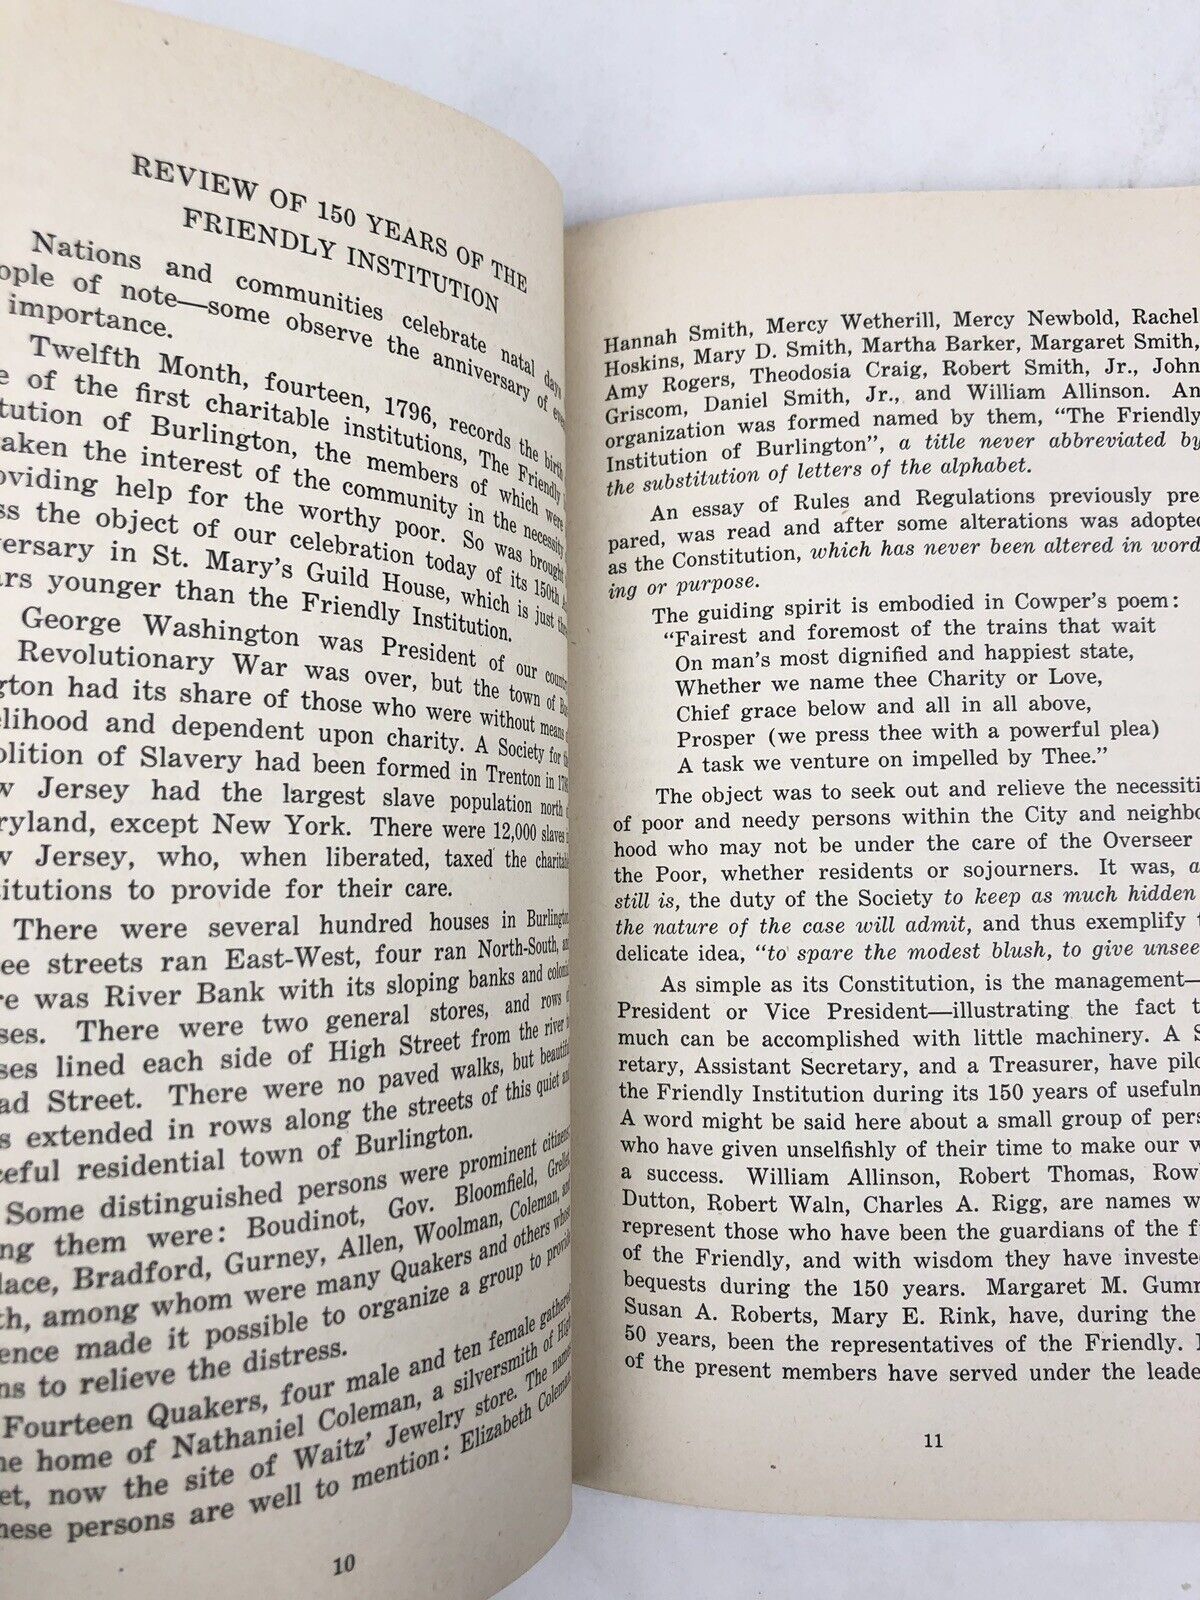 REVIEW OF 150 YEARS OF THE
FRIENDLY INSTITUTION
Nations and communities celebrate natal days
ople of note—some observe the anniversary of eve
importance.
Twelfth Month, fourteen, 1796, records the birth
e of the first charitable institutions, The Friendly
titution of Burlington, the members of which were
aken the interest of the community in the necessity
oviding help for the worthy poor. So was brought
ss the object of our celebration today of its 150th A
versary in St. Mary's Guild House, which is just the
ars younger than the Friendly Institution.
George Washington was President of our countr
Revolutionary War was over, but the town of Bur
gton had its share of those who were without means o
elihood and dependent upon charity. A Society for th
olition of Slavery had been formed in Trenton in 178
w Jersey had the largest slave population north o
ryland, except New York. There were 12,000 slaves i
w Jersey, who, when liberated, taxed the charitab
titutions to provide for their care.
There were several hundred houses in Burlington
ee streets ran East-West, four ran North-South, an
re was River Bank with its sloping banks and coloni
ses. There were two general stores, and rows o
ses lined each side of High Street from the river t
ad Street. There were no paved walks, but beautif
s extended in rows along the streets of this quiet an
ceful residential town of Burlington.
Some distinguished persons were prominent citizens
ng them were: Boudinot, Gov. Bloomfield, Grellet
lace, Bradford, Gurney, Allen, Woolman, Coleman, and
th, among whom were many Quakers and others whose
ence made it possible to organize a group to provide
ns to relieve the distress.
Fourteen Quakers, four male and ten female gathered
he home of Nathaniel Coleman, a silversmith of High
et, now the site of Waitz' Jewelry store. The names
hese persons are well to mention: Elizabeth Coleman
10
Hannah Smith, Mercy Wetherill, Mercy Newbold, Rachel
Hoskins, Mary D. Smith, Martha Barker, Margaret Smith,
Amy Rogers, Theodosia Craig, Robert Smith, Jr., John
Griscom, Daniel Smith, Jr., and William Allinson. An
organization was formed named by them, "The Friendly
Institution of Burlington", a title never abbreviated by
the substitution of letters of the alphabet.
An essay of Rules and Regulations previously pre-
pared, was read and after some alterations was adopted
as the Constitution, which has never been altered in word-
ing or purpose.
The guiding spirit is embodied in Cowper's poem:
"Fairest and foremost of the trains that wait
On man's most dignified and happiest state,
Whether we name thee Charity or Love,
Chief grace below and all in all above,
Prosper (we press thee with a powerful plea)
A task we venture on impelled by Thee."
The object was to seek out and relieve the necessiti
of poor and needy persons within the City and neighbo
hood who may not be under the care of the Overseer
the Poor, whether residents or sojourners. It was, a
still is, the duty of the Society to keep as much hidden
the nature of the case will admit, and thus exemplify t
delicate idea, "to spare the modest blush, to give unsee
As simple as its Constitution, is the management—
President or Vice President—illustrating the fact t
much can be accomplished with little machinery. A S
retary, Assistant Secretary, and a Treasurer, have pilo
the Friendly Institution during its 150 years of usefuln
A word might be said here about a small group of pers
who have given unselfishly of their time to make our w
a success. William Allinson, Robert Thomas, Row
Dutton, Robert Waln, Charles A. Rigg, are names w
represent those who have been the guardians of the f
of the Friendly, and with wisdom they have invested
bequests during the 150 years. Margaret M. Gumm
Susan A. Roberts, Mary E. Rink, have, during the
50 years, been the representatives of the Friendly.
of the present members have served under the leade
11